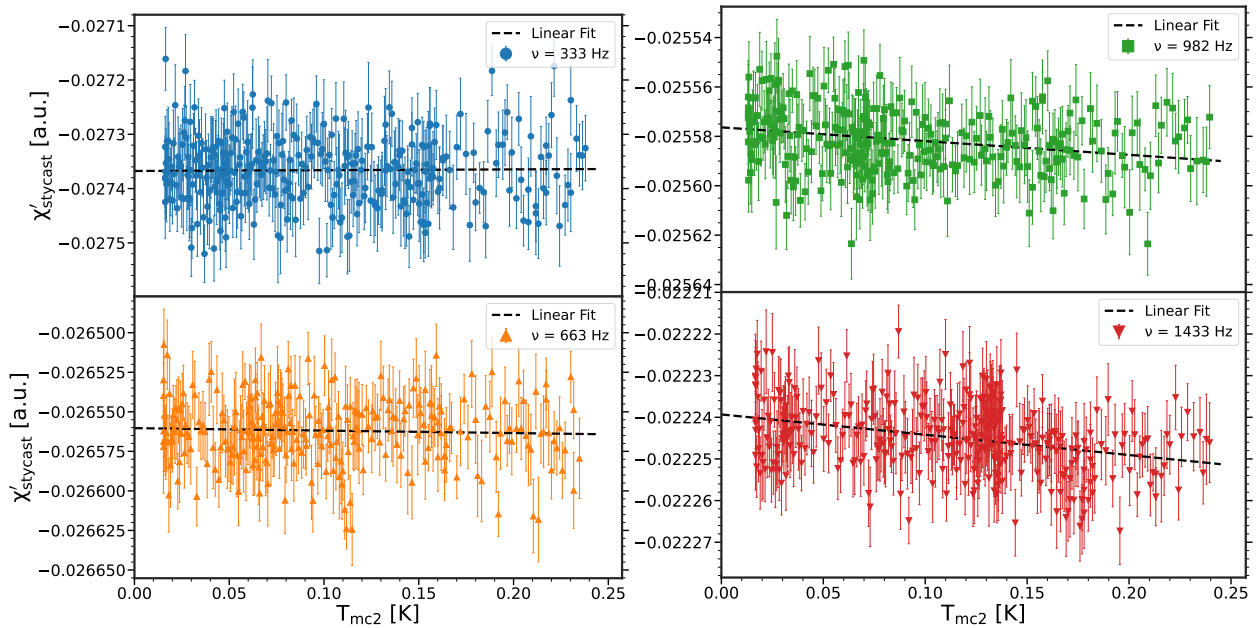 −0.0271
−0.0272
−0.0273
−0.0274
−0.0275
χ′stycast [a.u.]
Linear Fit
ν = 333 Hz
−0.02554
−0.02556
−0.02558
−0.02560
−0.02562
−0.02564
Linear Fit
ν = 982 Hz
−0.026500
−0.026525
−0.026550
−0.026575
−0.026600
−0.026625
−0.026650
χ′stycast [a.u.]
Linear Fit
ν = 663 Hz
0.00 0.05 0.10 0.15 0.20 0.25
Tmc2 [K]
−0.02221
−0.02222
−0.02223
−0.02224
−0.02225
−0.02226
−0.02227
Linear Fit
ν = 1433 Hz
0.00 0.05 0.10 0.15 0.20 0.25
Tmc2 [K]